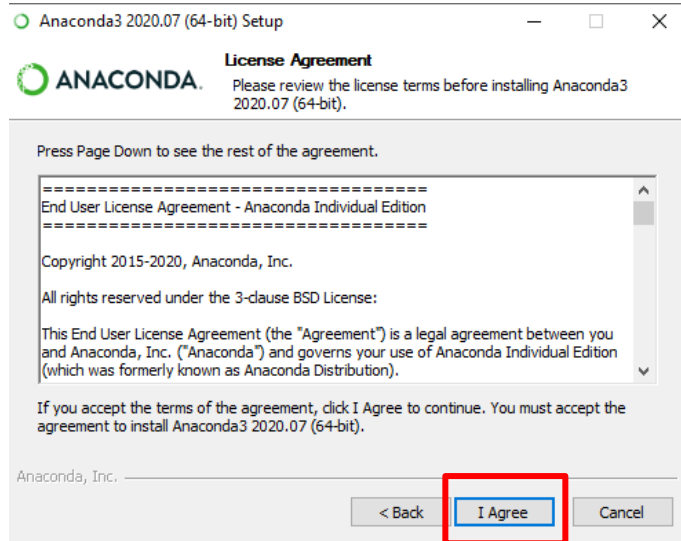 Anaconda3 2020.07 (64-bit) Setup
ANACONDA.
License Agreement
Please review the license terms before installing Anaconda3
2020.07 (64-bit).
Press Page Down to see the rest of the agreement.
===================================
End User License Agreement - Anaconda Individual Edition
===================================
Copyright 2015-2020, Anaconda, Inc.
All rights reserved under the 3-clause BSD License:
This End User License Agreement (the "Agreement") is a legal agreement between you
and Anaconda, Inc. ("Anaconda") and governs your use of Anaconda Individual Edition
(which was formerly known as Anaconda Distribution).
If you accept the terms of the agreement, click I Agree to continue. You must accept the
agreement to install Anaconda3 2020.07 (64-bit).
Anaconda, Inc.
< Back
I Agree
Cancel